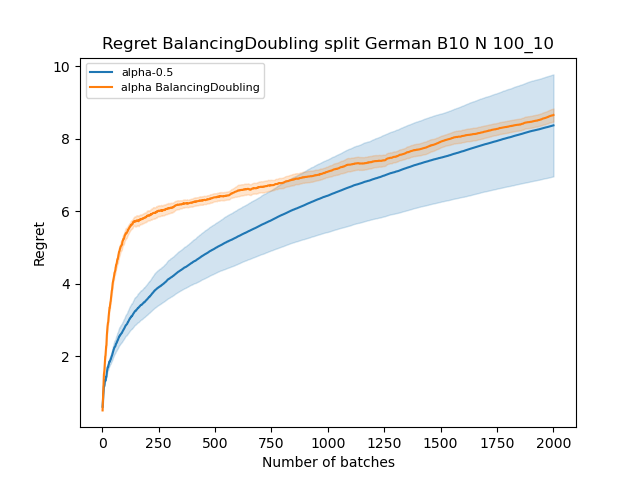 Regret BalancingDoubling split German B10 N 100_10
alpha-0.5
alpha BalancingDoubling
10
8
6
4
2
Regret
0 250 500 750 1000 1250 1500 1750 2000
Number of batches